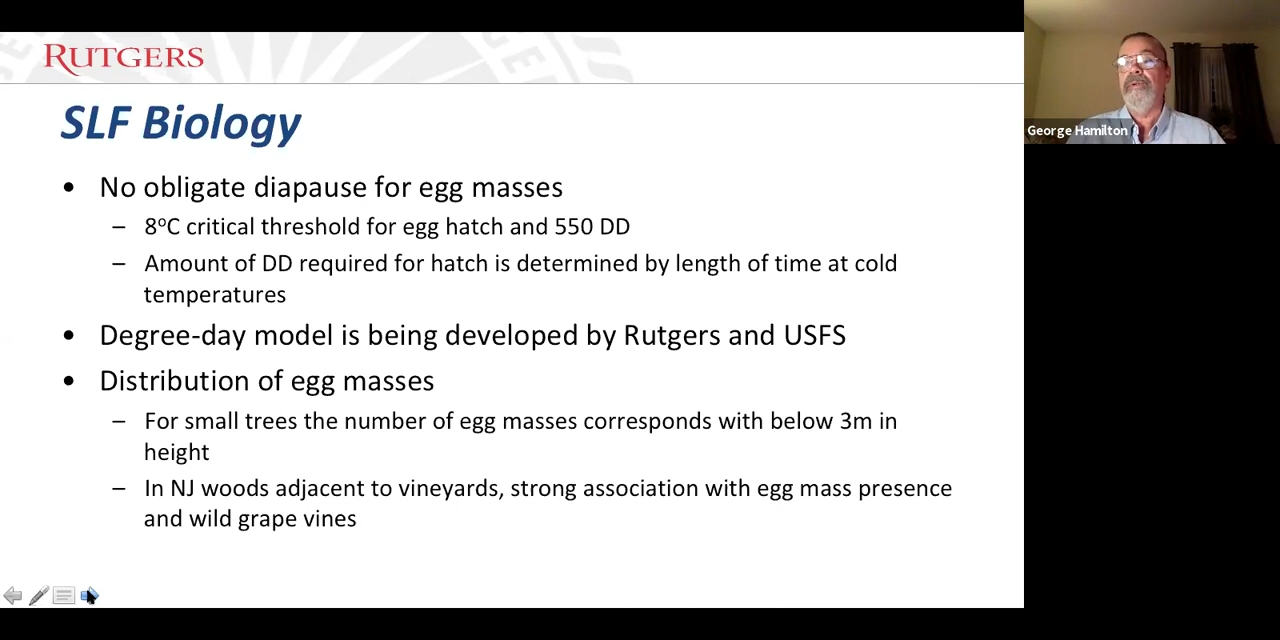 RUTGERS
SLF Biology
• No obligate diapause for egg masses
– 8°C critical threshold for egg hatch and 550 DD
– Amount of DD required for hatch is determined by length of time at cold
temperatures
• Degree-day model is being developed by Rutgers and USFS
• Distribution of egg masses
– For small trees the number of egg masses corresponds with below 3m in
height
– In NJ woods adjacent to vineyards, strong association with egg mass presence
and wild grape vines
George Hamilton